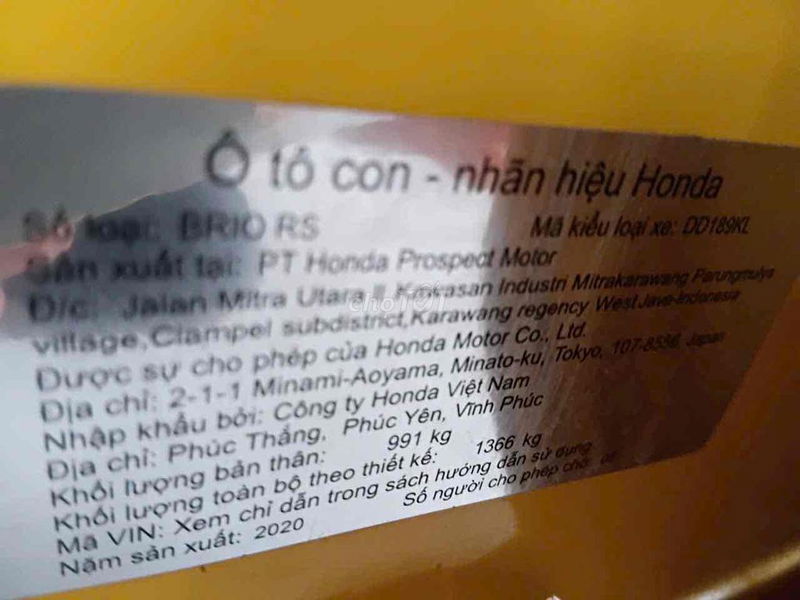 Ô tô con - nhãn hiệu Honda
Số loại: BRIO RS Mã kiểu loại xe: DD189KL
Sản xuất tại: PT Honda Prospect Motor
Đ/c: Jalan Mitra Utara II Kawasan Industri Mitrakarawang Parungmulya
village,Ciampel subdistrict,Karawang regency West Java-Indonesia
Được sự cho phép của Honda Motor Co., Ltd.
Địa chỉ: 2-1-1 Minami-Aoyama, Minato-ku, Tokyo, 107-8556, Japan
Nhập khẩu bởi: Công ty Honda Việt Nam
Địa chỉ: Phúc Thắng, Phúc Yên, Vĩnh Phúc
Khối lượng bản thân: 991 kg
Khối lượng toàn bộ theo thiết kế: 1366 kg
Mã VIN: Xem chỉ dẫn trong sách hướng dẫn sử dụng
Năm sản xuất: 2020 Số người cho phép chở:
choTỐT